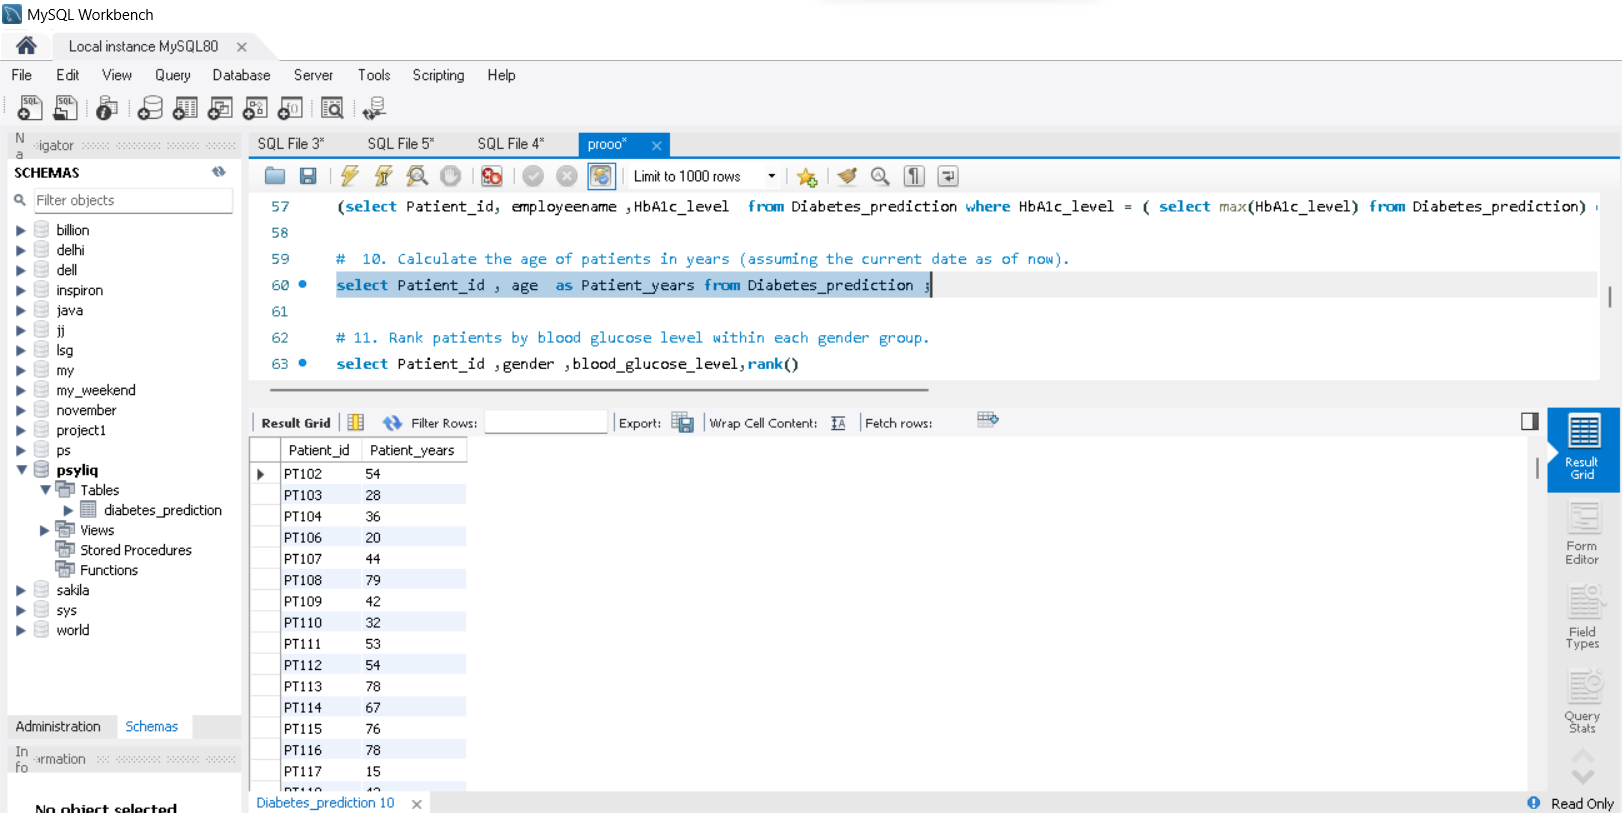 MySQL Workbench
Local instance MySQL80
File Edit View Query Database Server Tools Scripting Help
Na
igator
SCHEMAS
Filter objects
billion
delhi
dell
inspiron
java
jj
lsg
my
my_weekend
november
project1
ps
psyliq
Tables
diabetes_prediction
Views
Stored Procedures
Functions
sakila
sys
world
Administration Schemas
Info
rmation
No object selected
SQL File 3* SQL File 5* SQL File 4* prooo*
Limit to 1000 rows
57 (select Patient_id, employeename ,HbA1c_level from Diabetes_prediction where HbA1c_level = ( select max(HbA1c_level) from Diabetes_prediction)
58
59 # 10. Calculate the age of patients in years (assuming the current date as of now).
60 select Patient_id , age as Patient_years from Diabetes_prediction ;
61
62 # 11. Rank patients by blood glucose level within each gender group.
63 select Patient_id ,gender ,blood_glucose_level,rank()
Result Grid Filter Rows: Export: Wrap Cell Content: Fetch rows:
Patient_id Patient_years
PT102 54
PT103 28
PT104 36
PT106 20
PT107 44
PT108 79
PT109 42
PT110 32
PT111 53
PT112 54
PT113 78
PT114 67
PT115 76
PT116 78
PT117 15
PT118 42
Diabetes_prediction 10
Result
Grid
Form
Editor
Field
Types
Query
Stats
Read Only